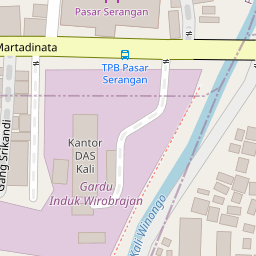 Pasar Serangan
Martadinata
TPB Pasar
Serangan
Gang Srikandi
Kantor
DAS
Kali
Gardu
Induk Wirobrajan
Kali Winongo